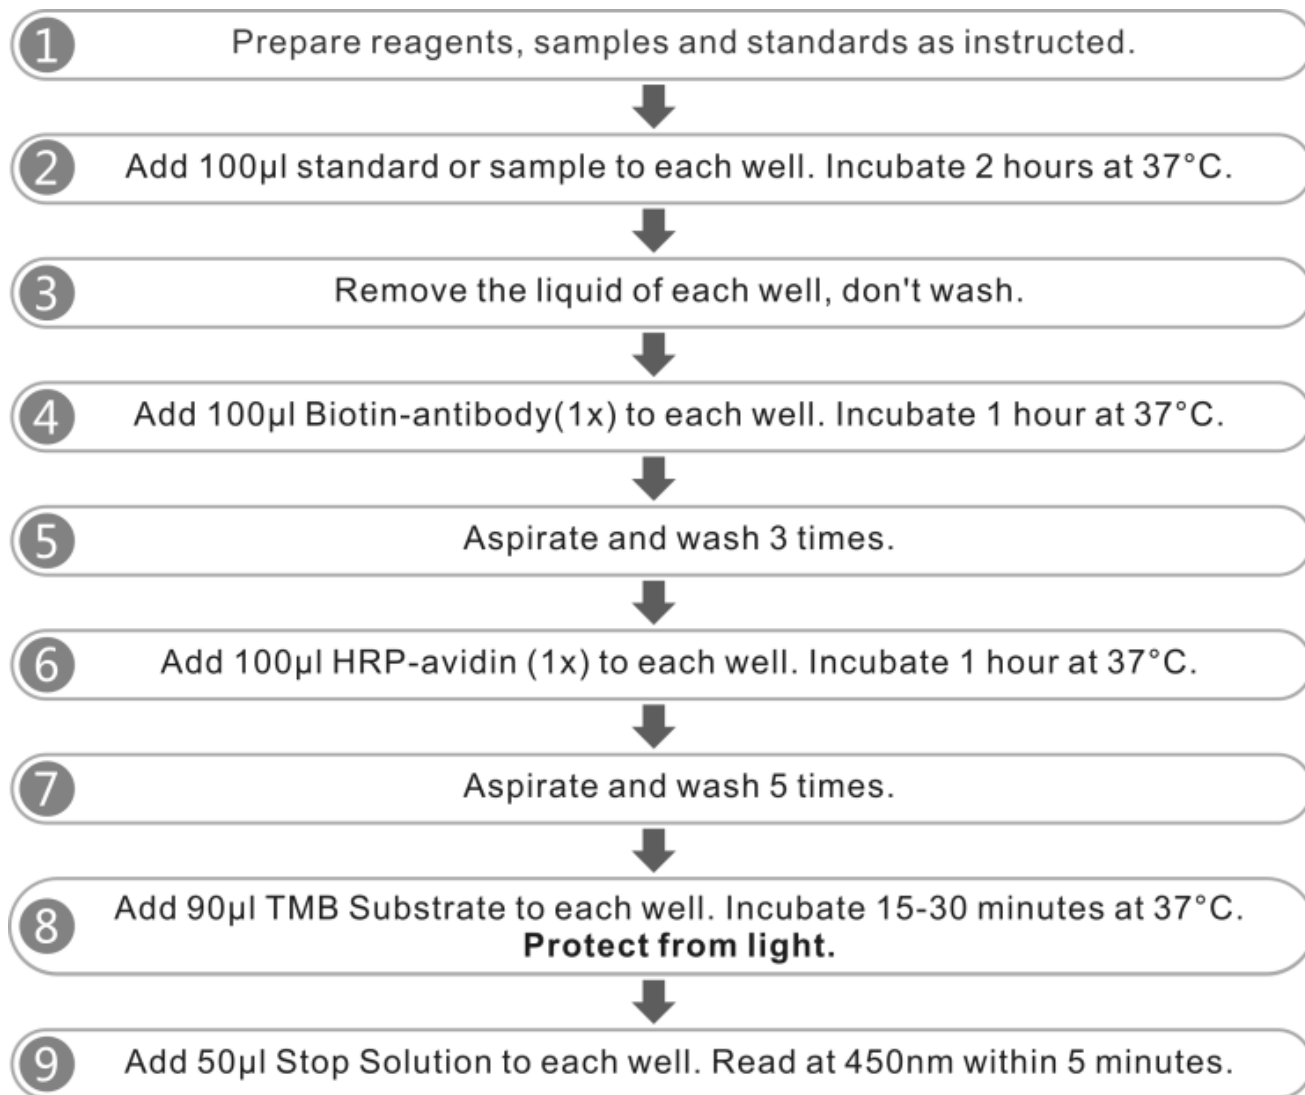 1 Prepare reagents, samples and standards as instructed.
2 Add 100µl standard or sample to each well. Incubate 2 hours at 37°C.
3 Remove the liquid of each well, don't wash.
4 Add 100µl Biotin-antibody(1x) to each well. Incubate 1 hour at 37°C.
5 Aspirate and wash 3 times.
6 Add 100µl HRP-avidin (1x) to each well. Incubate 1 hour at 37°C.
7 Aspirate and wash 5 times.
8 Add 90µl TMB Substrate to each well. Incubate 15-30 minutes at 37°C.
Protect from light.
9 Add 50µl Stop Solution to each well. Read at 450nm within 5 minutes.